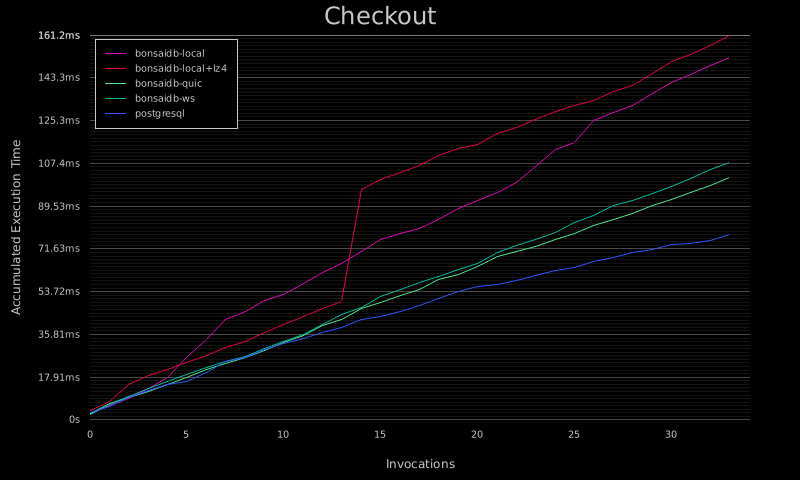 Checkout
161.2ms
143.3ms
125.3ms
107.4ms
89.53ms
71.63ms
53.72ms
35.81ms
17.91ms
0s
Accumulated Execution Time
bonsaidb-local
bonsaidb-local+lz4
bonsaidb-quic
bonsaidb-ws
postgresql
0 5 10 15 20 25 30
Invocations